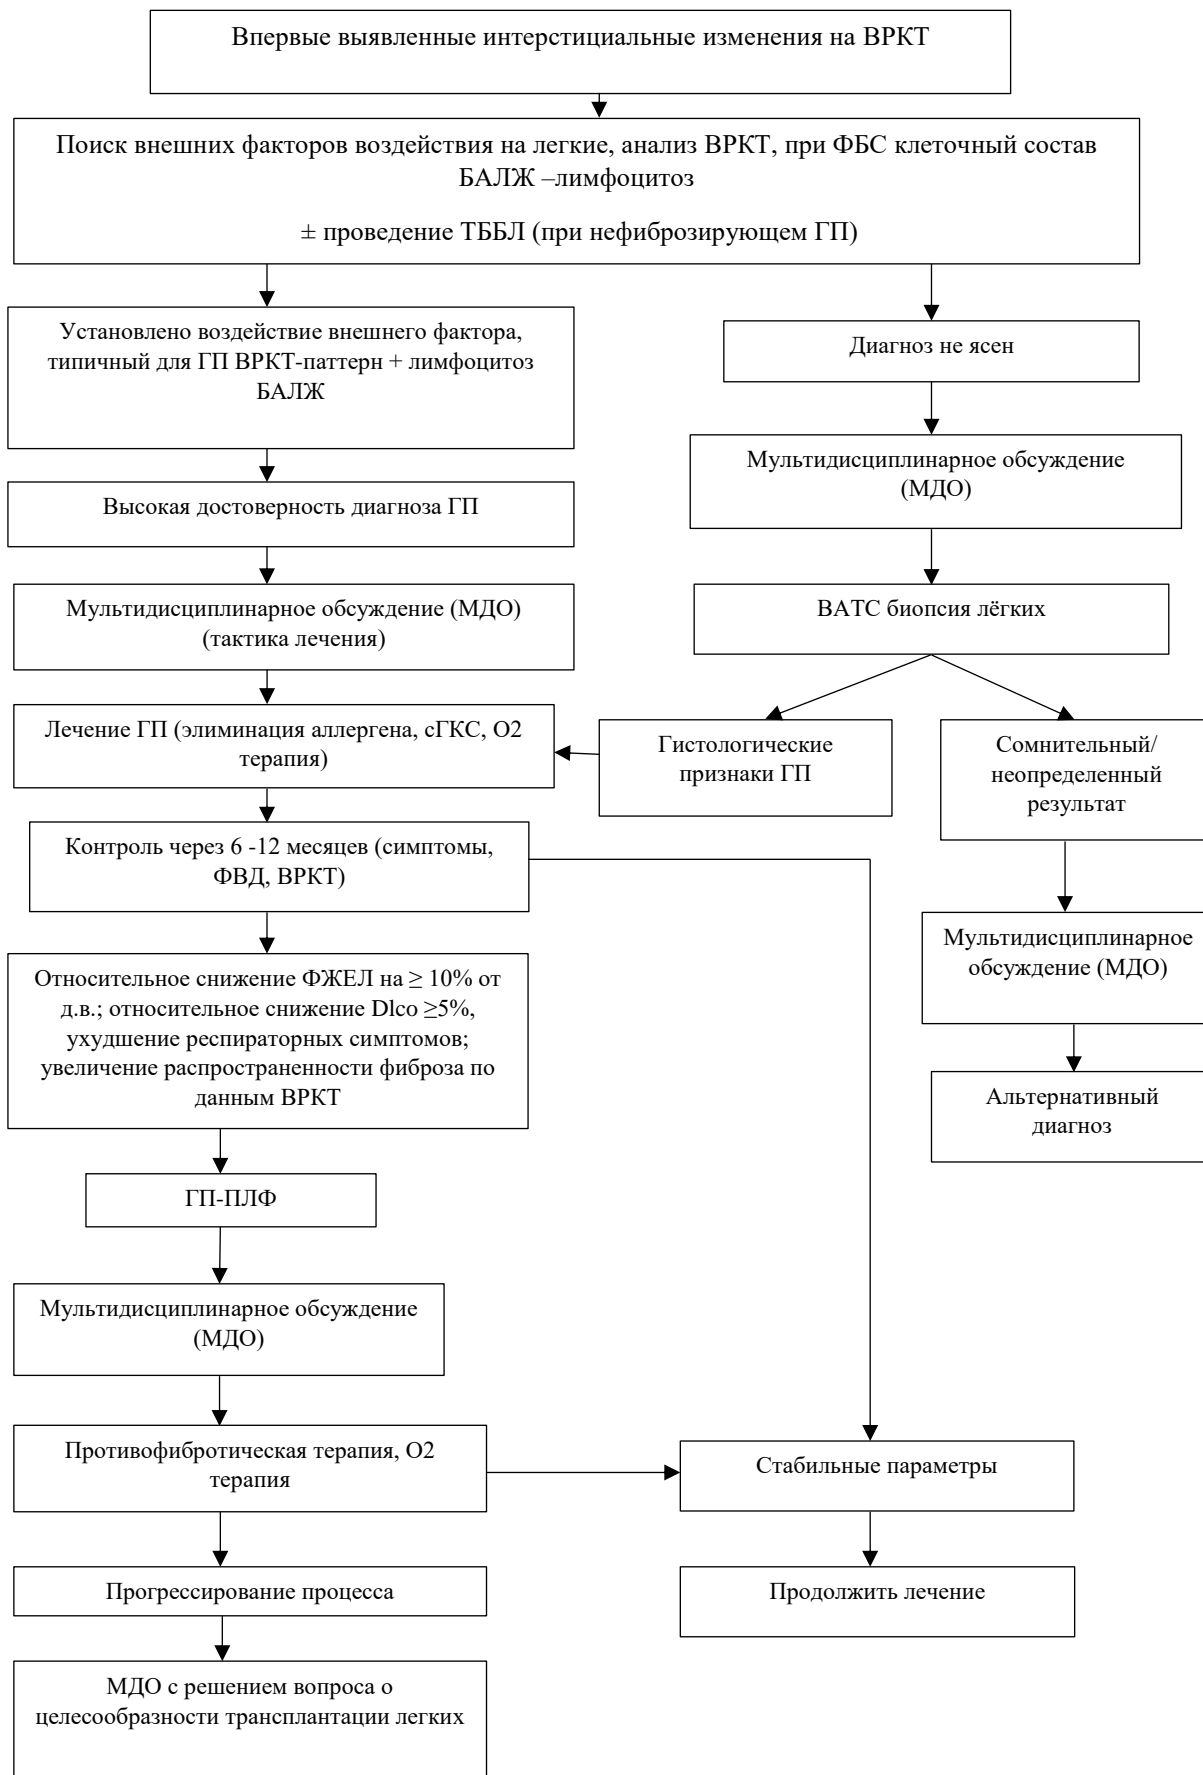 Впервые выявленные интерстициальные изменения на ВРКТ
Поиск внешних факторов воздействия на легкие, анализ ВРКТ, при ФБС клеточный состав
БАЛЖ –лимфоцитоз
± проведение ТББЛ (при нефиброзирующем ГП)
Установлено воздействие внешнего фактора,
типичный для ГП ВРКТ-паттерн + лимфоцитоз
БАЛЖ
Диагноз не ясен
Мультидисциплинарное обсуждение
(МДО)
Высокая достоверность диагноза ГП
Мультидисциплинарное обсуждение (МДО)
(тактика лечения)
ВАТС биопсия лёгких
Лечение ГП (элиминация аллергена, сГКС, О2
терапия)
Гистологические
признаки ГП
Сомнительный/
неопределенный
результат
Контроль через 6 -12 месяцев (симптомы,
ФВД, ВРКТ)
Мультидисциплинарное
обсуждение (МДО)
Относительное снижение ФЖЕЛ на ≥ 10% от
д.в.; относительное снижение Dlco ≥5%,
ухудшение респираторных симптомов;
увеличение распространенности фиброза по
данным ВРКТ
Альтернативный
диагноз
ГП-ПЛФ
Мультидисциплинарное обсуждение
(МДО)
Противофибротическая терапия, О2
терапия
Стабильные параметры
Прогрессирование процесса
Продолжить лечение
МДО с решением вопроса о
целесообразности трансплантации легких